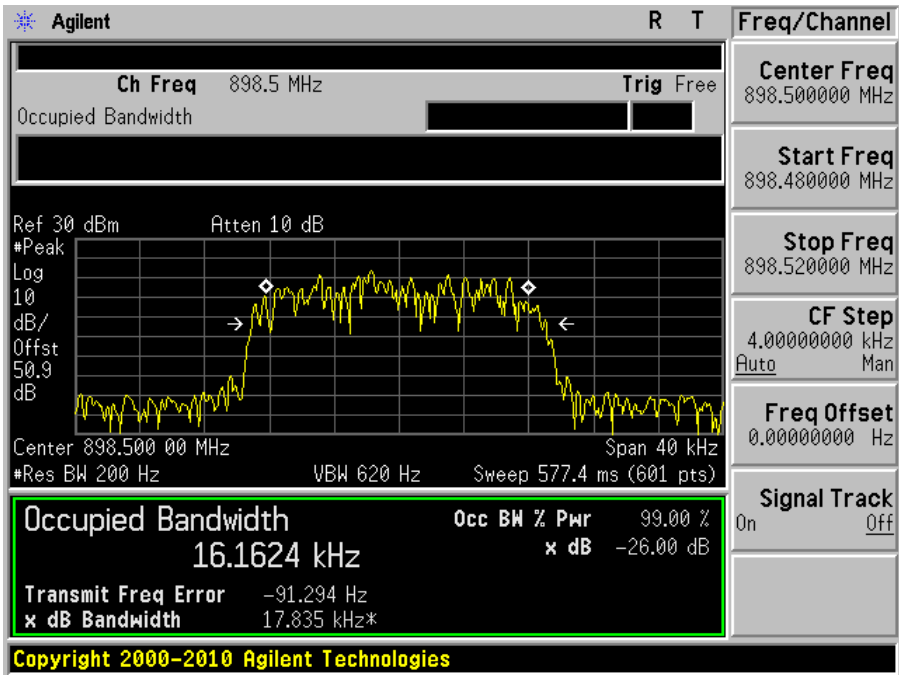 Agilent R T Freq/Channel
Ch Freq 898.5 MHz Trig Free
Occupied Bandwidth
Center Freq
898.500000 MHz
Start Freq
898.480000 MHz
Stop Freq
898.520000 MHz
CF Step
4.00000000 kHz
Auto Man
Freq Offset
0.00000000 Hz
Signal Track
On Off
Ref 30 dBm Atten 10 dB
#Peak
Log
10
dB/
Offst
50.9
dB
Center 898.500 00 MHz Span 40 kHz
#Res BW 200 Hz VBW 620 Hz Sweep 577.4 ms (601 pts)
Occupied Bandwidth Occ BW % Pwr 99.00 %
16.1624 kHz x dB -26.00 dB
Transmit Freq Error -91.294 Hz
x dB Bandwidth 17.835 kHz*
Copyright 2000-2010 Agilent Technologies